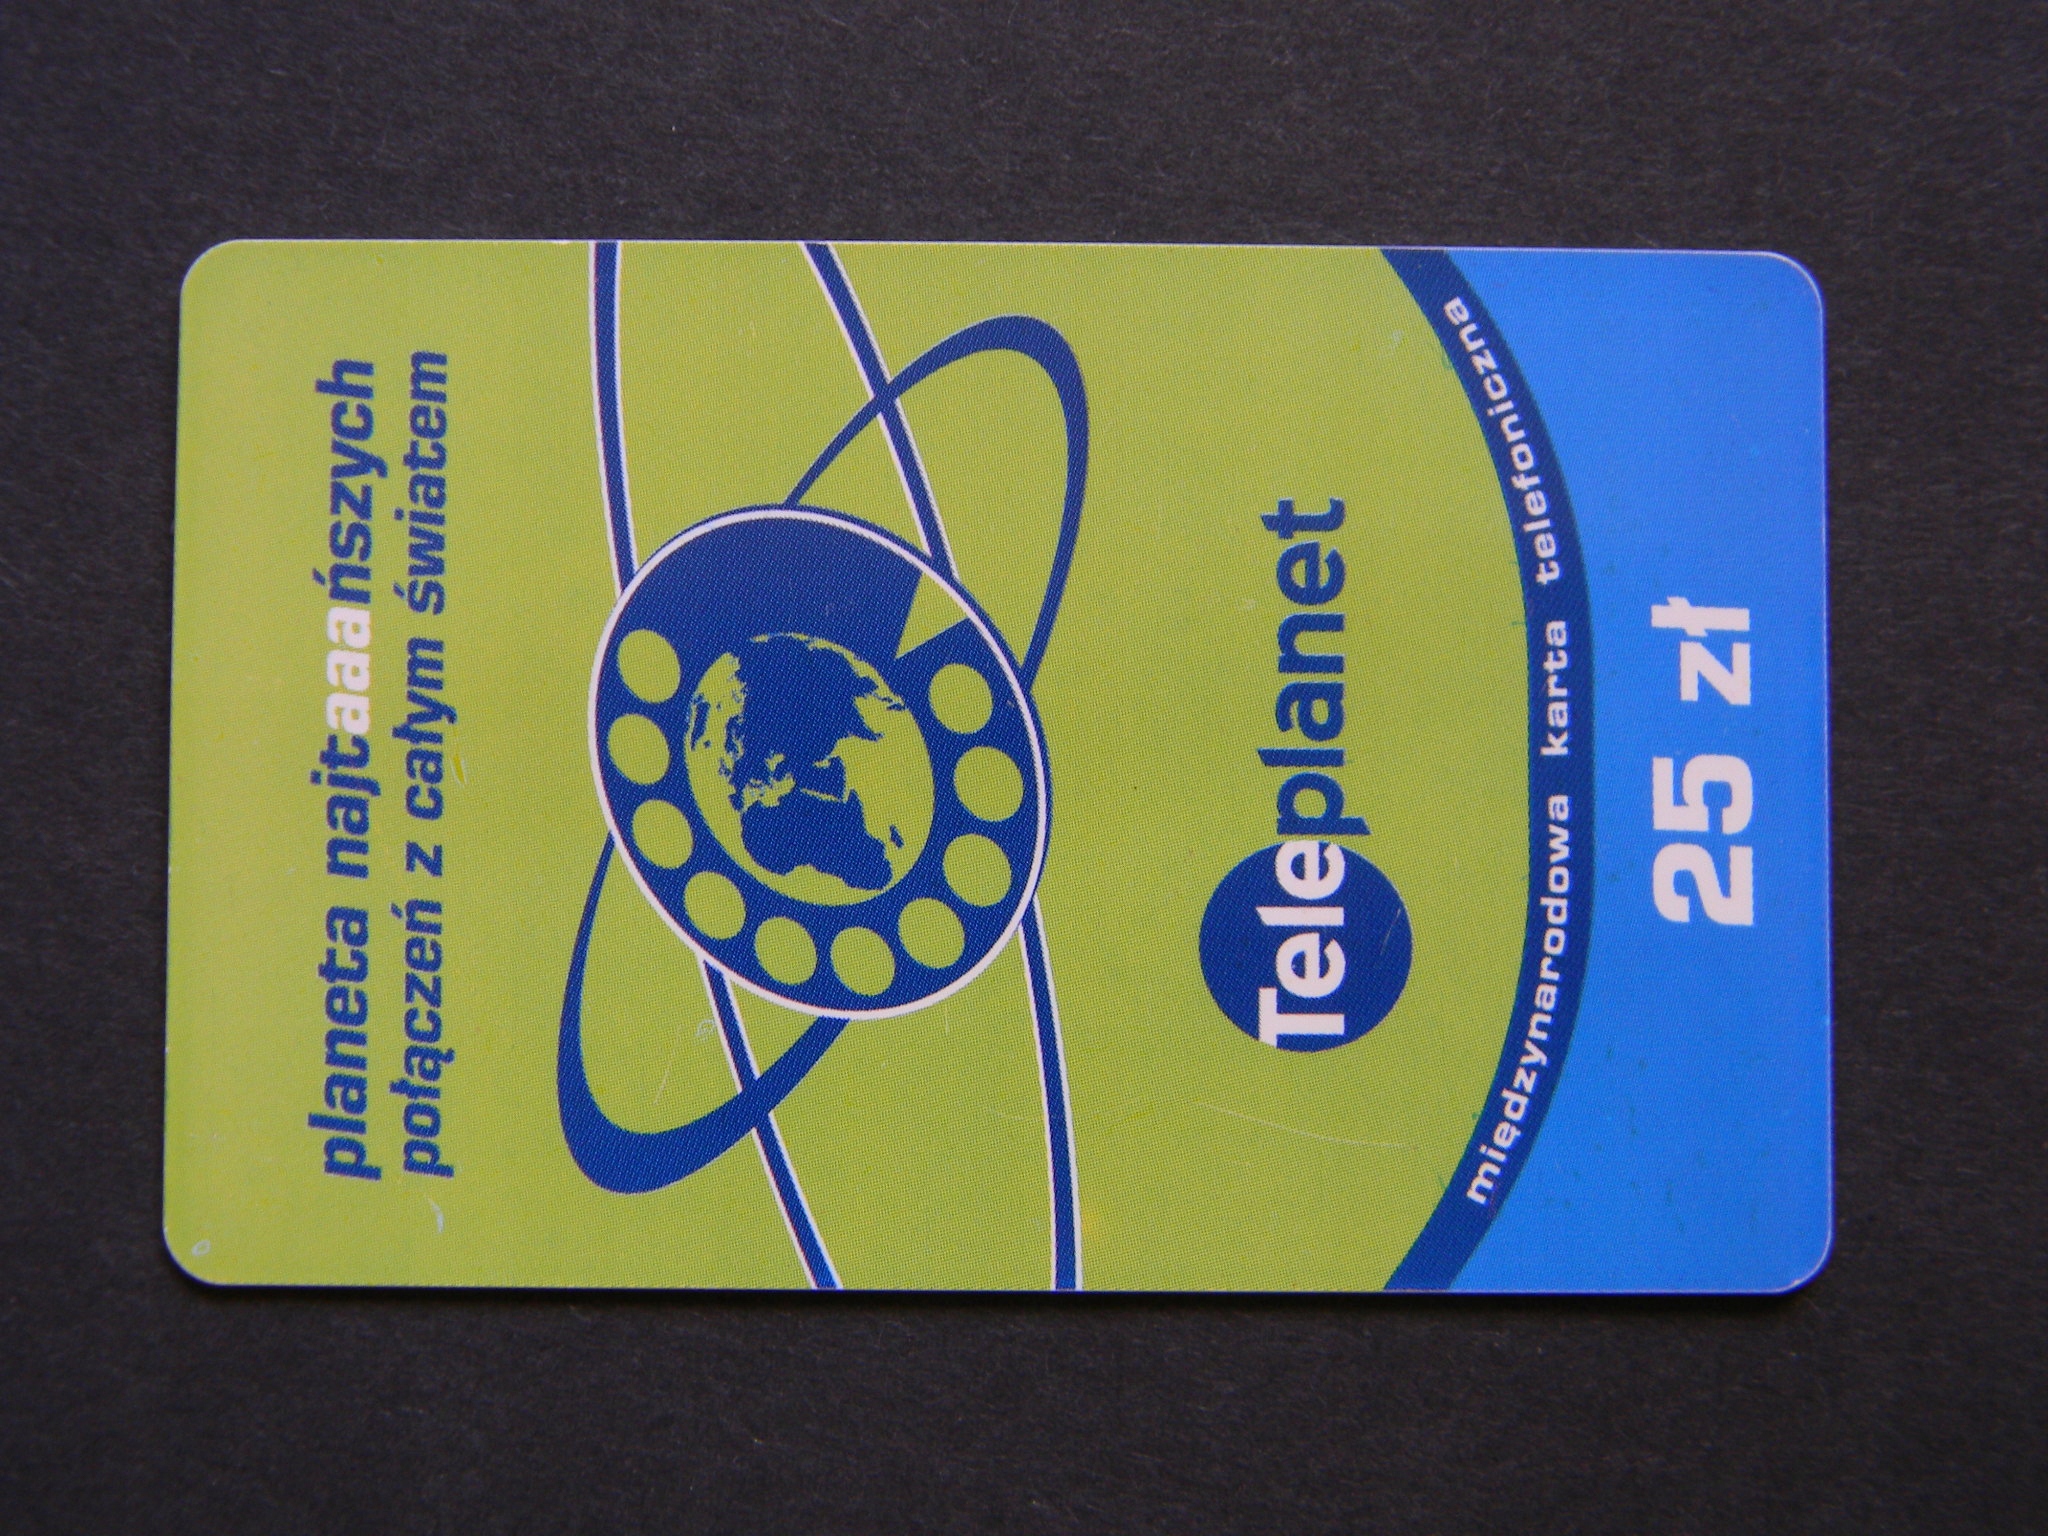 planeta najtaaańszych
połączeń z całym światem
Teleplanet
międzynarodowa karta telefoniczna
25 zł